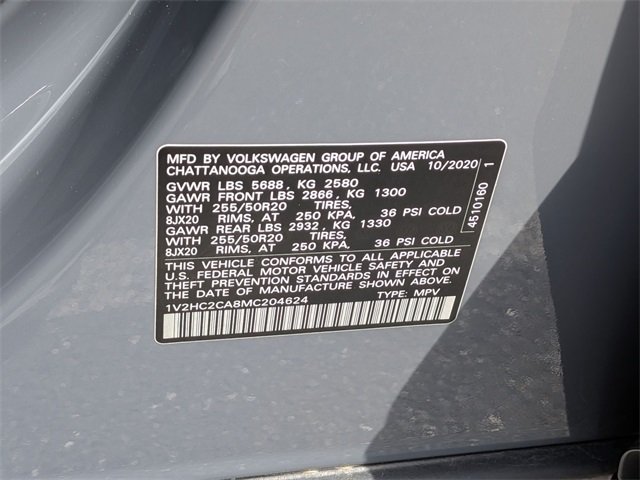 MFD BY VOLKSWAGEN GROUP OF AMERICA
CHATTANOOGA OPERATIONS, LLC. USA 10/2020
GVWR LBS 5688, KG 2580
GAWR FRONT LBS 2866, KG 1300
WITH 255/50R20 TIRES,
8JX20 RIMS, AT 250 KPA, 36 PSI COLD
GAWR REAR LBS 2932, KG 1330
WITH 255/50R20 TIRES,
8JX20 RIMS, AT 250 KPA, 36 PSI COLD
THIS VEHICLE CONFORMS TO ALL APPLICABLE
U.S. FEDERAL MOTOR VEHICLE SAFETY AND
THEFT PREVENTION STANDARDS IN EFFECT ON
THE DATE OF MANUFACTURE SHOWN ABOVE.
1V2HC2CA8MC204624 TYPE: MPV
4510160 1